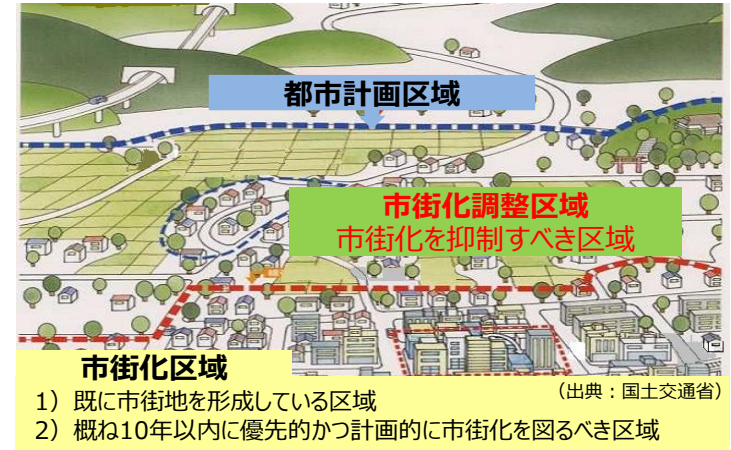 都市計画区域
市街化調整区域
市街化を抑制すべき区域
市街化区域
（出典：国土交通省）
1）既に市街地を形成している区域
2）概ね10年以内に優先的かつ計画的に市街化を図るべき区域